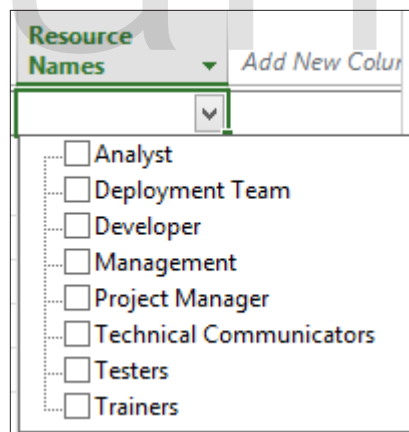 Resource
Names
Add New Colur
Analyst
Deployment Team
Developer
Management
Project Manager
Technical Communicators
Testers
Trainers